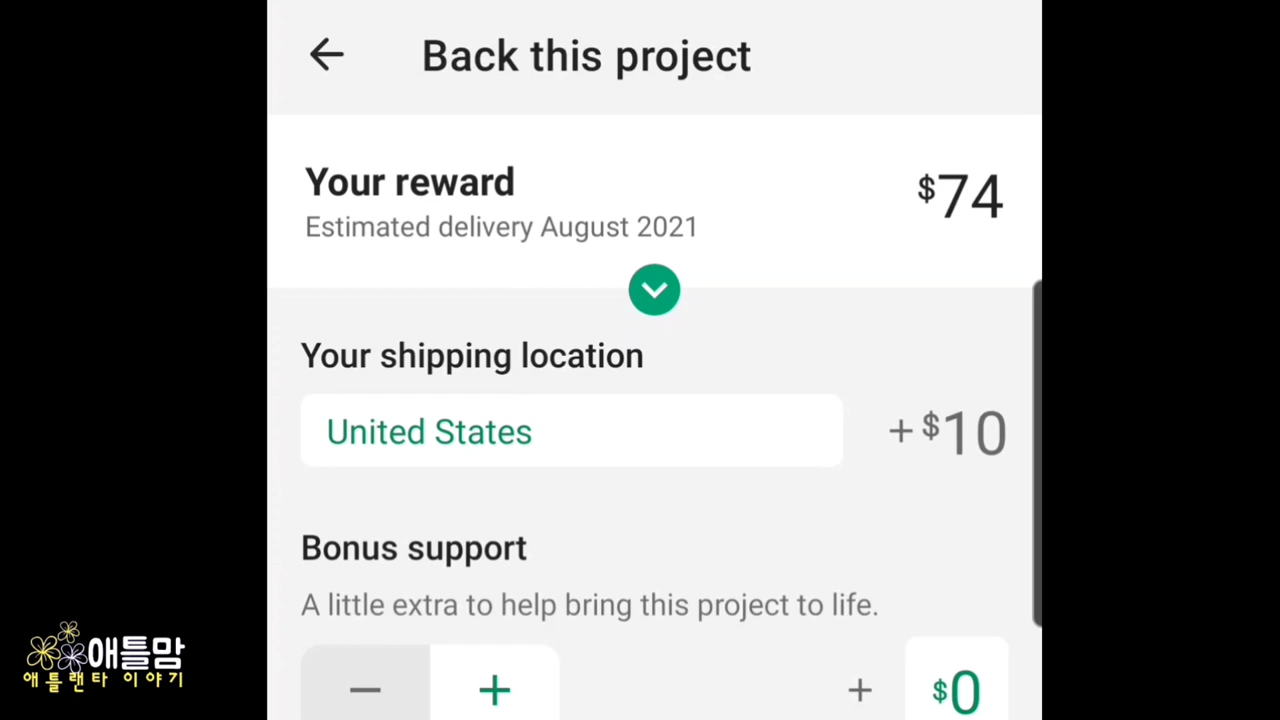 Back this project
Your reward
$74
Estimated delivery August 2021
Your shipping location
United States
+$10
Bonus support
A little extra to help bring this project to life.
− + + $0
애틀맘
애틀랜타 이야기